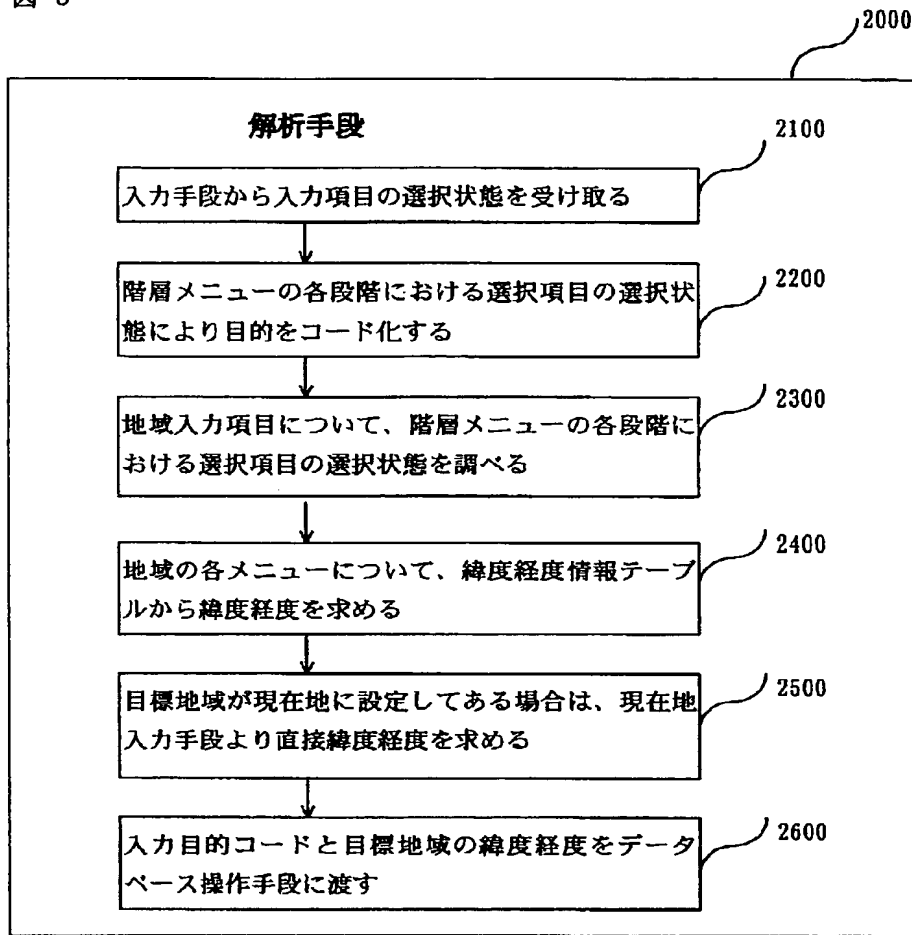 2000
解析手段
2100
入力手段から入力項目の選択状態を受け取る
2200
階層メニューの各段階における選択項目の選択状
態により目的をコード化する
2300
地域入力項目について、階層メニューの各段階に
おける選択項目の選択状態を調べる
2400
地域の各メニューについて、緯度経度情報テーブ
ルから緯度経度を求める
2500
目標地域が現在地に設定してある場合は、現在地
入力手段より直接緯度経度を求める
2600
入力目的コードと目標地域の緯度経度をデータ
ベース操作手段に渡す